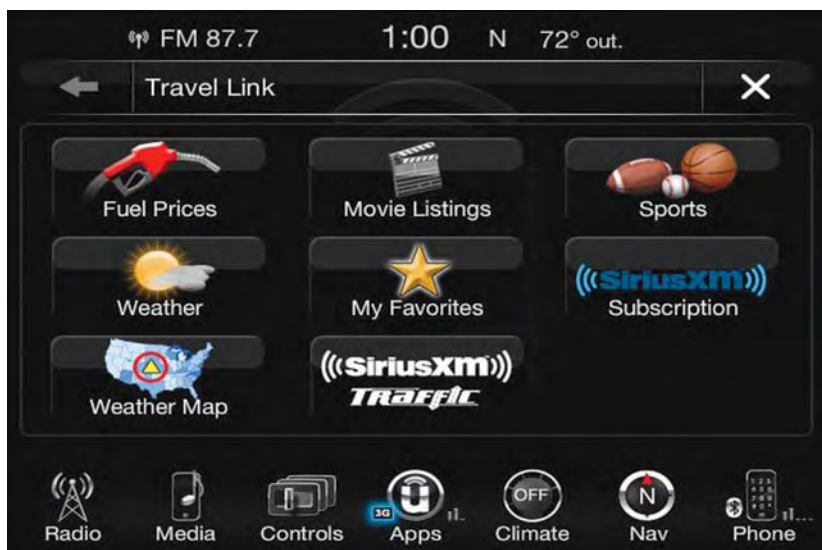 FM 87.7 1:00 N 72° out.
Travel Link
Fuel Prices Movie Listings Sports
Weather My Favorites ((SiriusXM)) Subscription
Weather Map ((SiriusXM)) Traffic
3G OFF N
Radio Media Controls Apps Climate Nav Phone